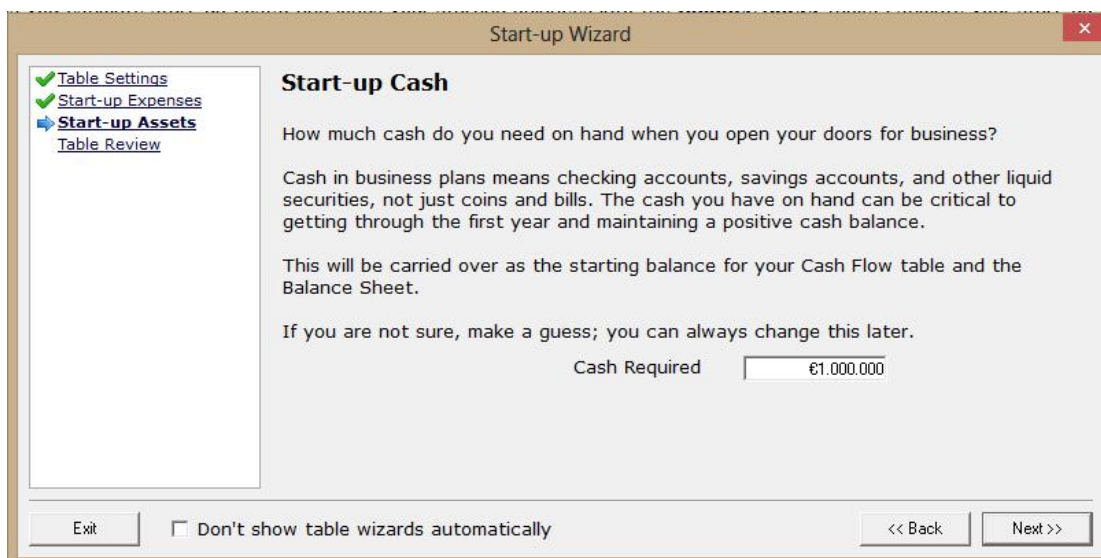 Start-up Wizard
Table Settings
Start-up Expenses
Start-up Assets
Table Review
Start-up Cash
How much cash do you need on hand when you open your doors for business?
Cash in business plans means checking accounts, savings accounts, and other liquid
securities, not just coins and bills. The cash you have on hand can be critical to
getting through the first year and maintaining a positive cash balance.
This will be carried over as the starting balance for your Cash Flow table and the
Balance Sheet.
If you are not sure, make a guess; you can always change this later.
Cash Required €1.000.000
Exit Don't show table wizards automatically << Back Next >>